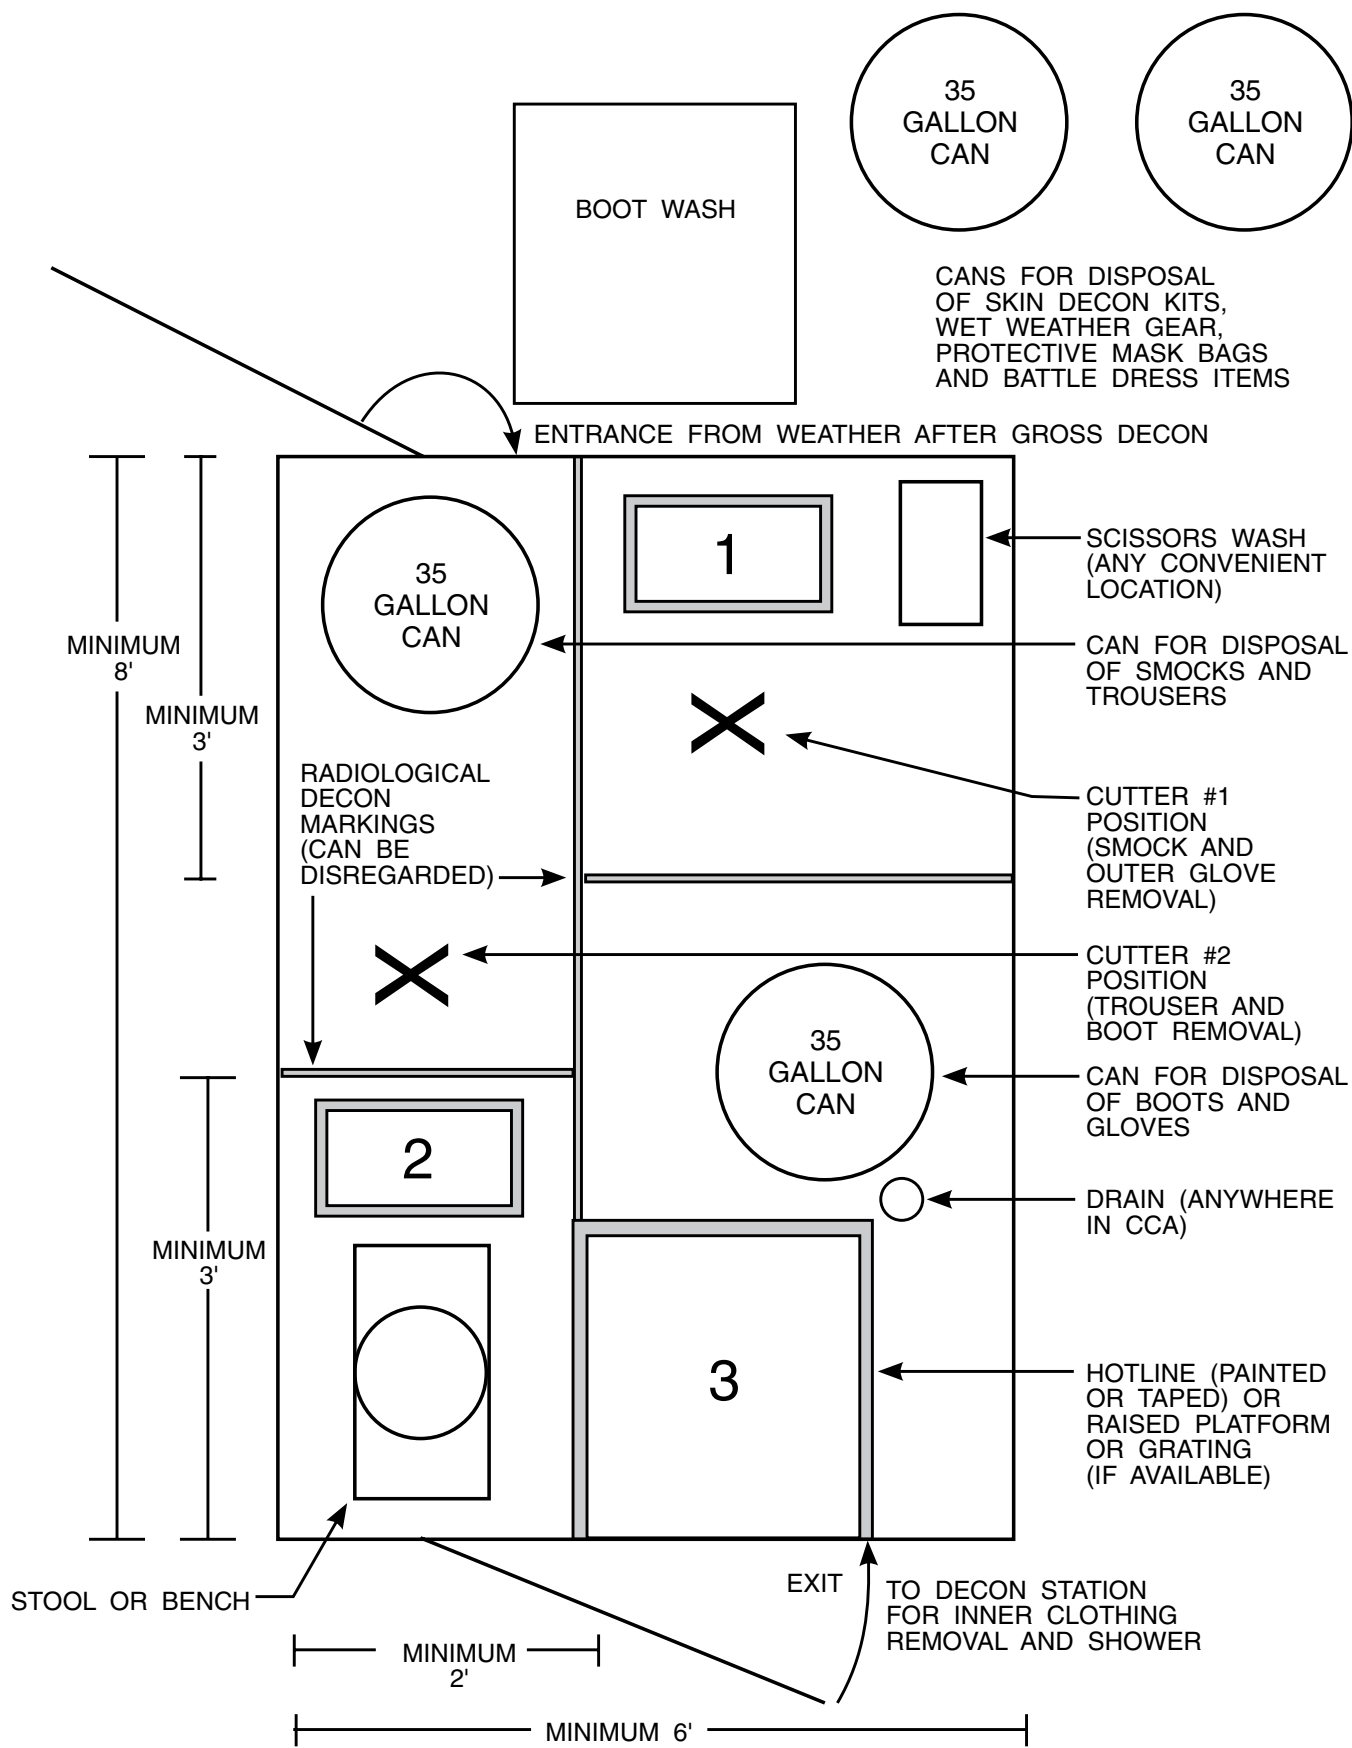 35
GALLON
CAN
35
GALLON
CAN
BOOT WASH
CANS FOR DISPOSAL
OF SKIN DECON KITS,
WET WEATHER GEAR,
PROTECTIVE MASK BAGS
AND BATTLE DRESS ITEMS
ENTRANCE FROM WEATHER AFTER GROSS DECON
35
GALLON
CAN
1
SCISSORS WASH
(ANY CONVENIENT
LOCATION)
MINIMUM
8'
CAN FOR DISPOSAL
OF SMOCKS AND
TROUSERS
MINIMUM
3'
RADIOLOGICAL
DECON
MARKINGS
(CAN BE
DISREGARDED)
CUTTER #1
POSITION
(SMOCK AND
OUTER GLOVE
REMOVAL)
CUTTER #2
POSITION
(TROUSER AND
BOOT REMOVAL)
35
GALLON
CAN
CAN FOR DISPOSAL
OF BOOTS AND
GLOVES
2
DRAIN (ANYWHERE
IN CCA)
MINIMUM
3'
3
HOTLINE (PAINTED
OR TAPED) OR
RAISED PLATFORM
OR GRATING
(IF AVAILABLE)
STOOL OR BENCH
EXIT
TO DECON STATION
FOR INNER CLOTHING
REMOVAL AND SHOWER
MINIMUM
2'
MINIMUM 6'